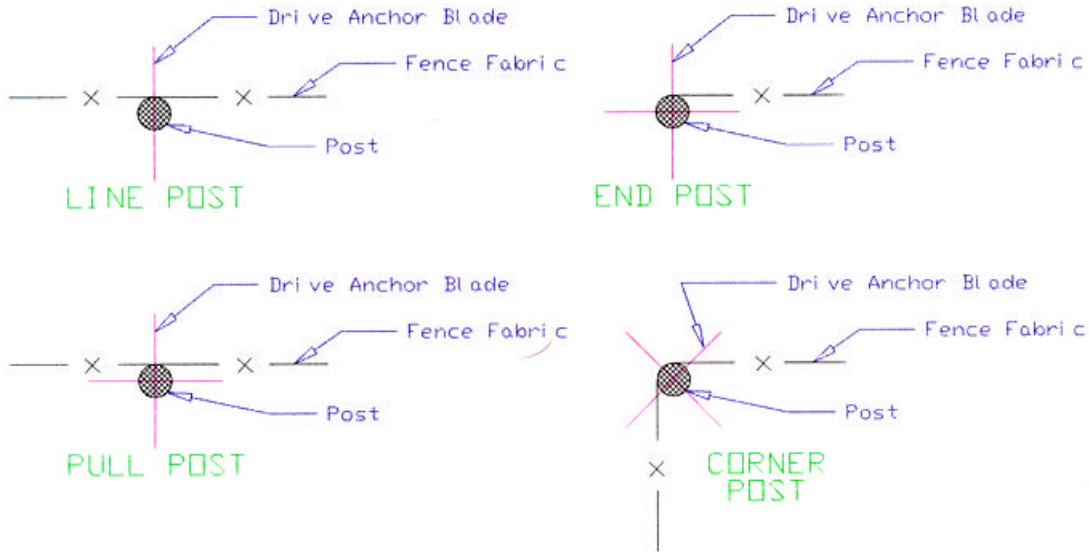 Drive Anchor Blade
Fence Fabric
Post
LINE POST
Drive Anchor Blade
Fence Fabric
Post
END POST
Drive Anchor Blade
Fence Fabric
Post
PULL POST
Drive Anchor Blade
Fence Fabric
Post
CORNER
POST